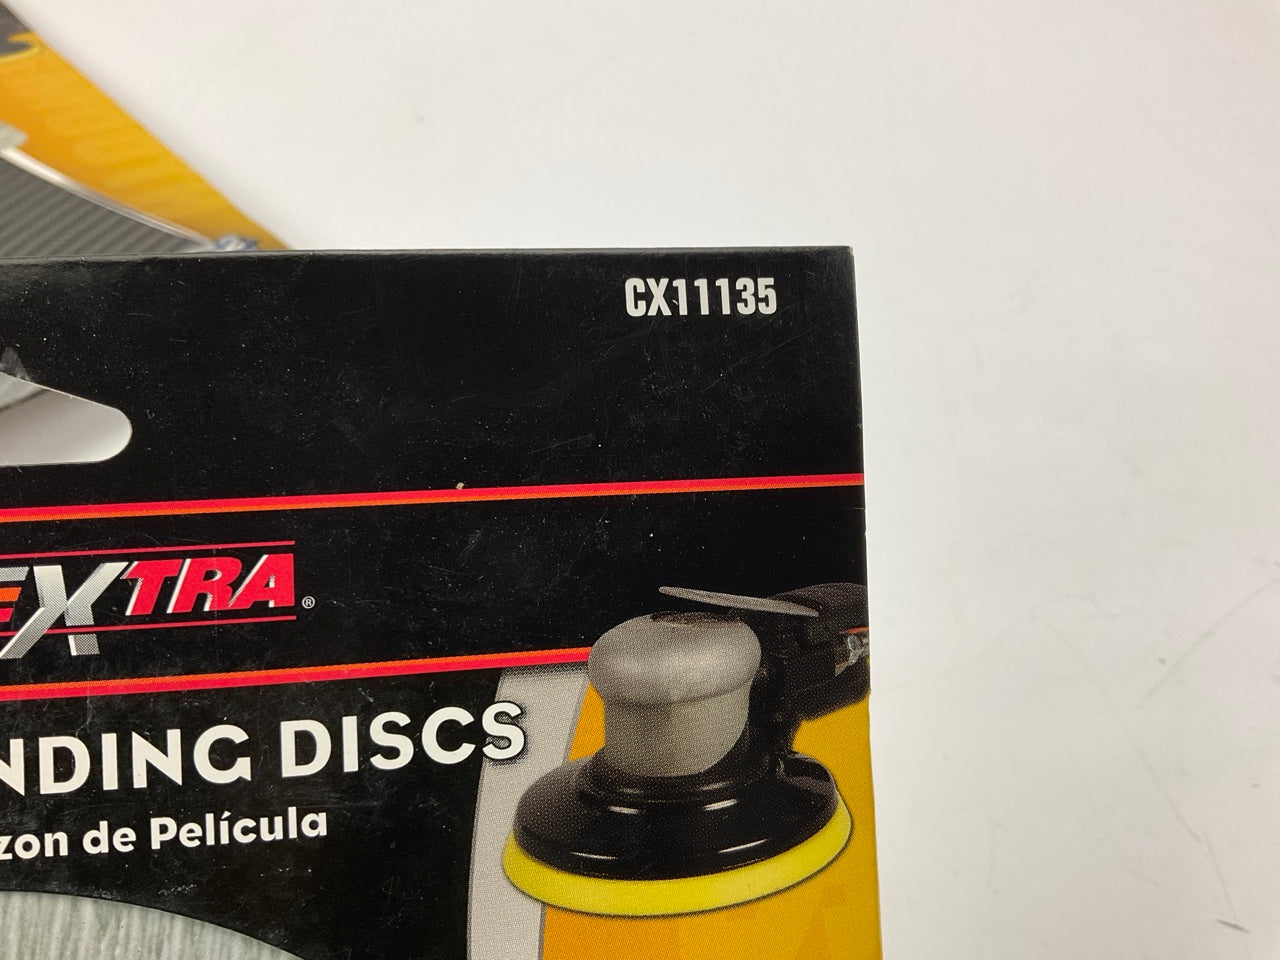 CX11135
EXTRA®
NDING DISCS
zon de Película